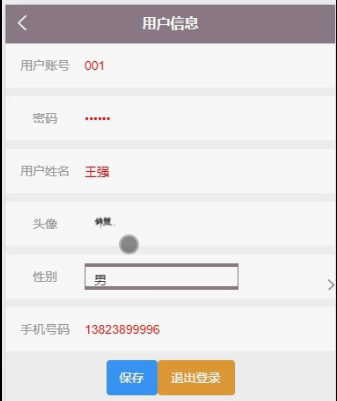 用户信息
用户账号 001
密码 ••••••
用户姓名 王强
头像
性别 男
手机号码 13823899996
保存 退出登录